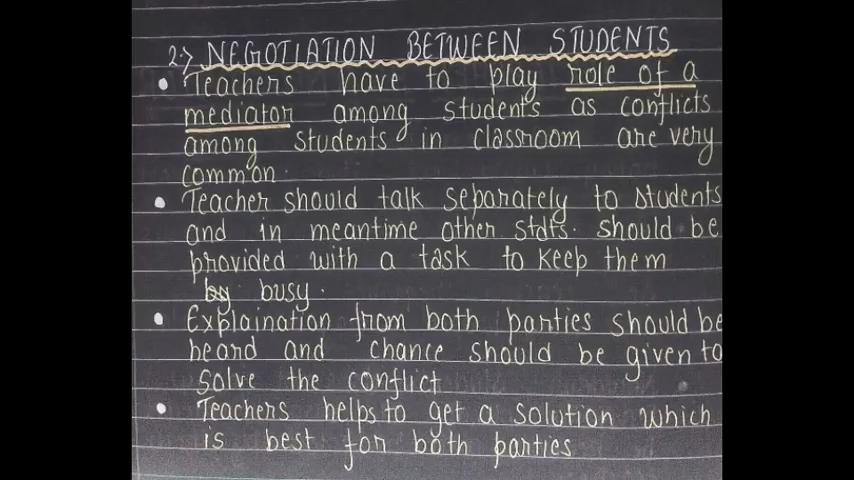 2:> NEGOTIATION BETWEEN STUDENTS
• Teachers have to play role of a
mediator among students as conflicts
among students in classroom are very
common.
• Teacher should talk separately to students
and in meantime other stdts. should be
provided with a task to keep them
by busy.
• Explaination from both parties should be
heard and chance should be given to
solve the conflict
• Teachers helps to get a solution which
is best for both parties